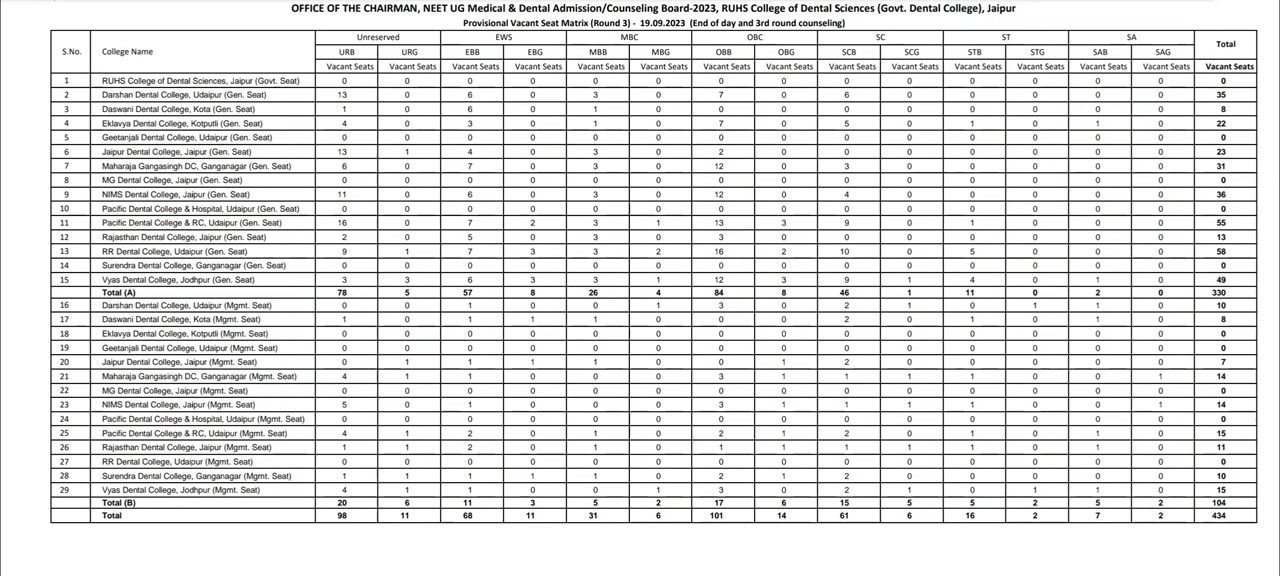 OFFICE OF THE CHAIRMAN, NEET UG Medical & Dental Admission/Counseling Board-2023, RUHS College of Dental Sciences (Govt. Dental College), Jaipur
Provisional Vacant Seat Matrix (Round 3) - 19.09.2023 (End of day and 3rd round counseling)
S.No. College Name Unreserved EWS MBC OBC SC ST SA Total
URB URG EBB EBG MBB MBG OBB OBG SCB SCG STB STG SAB SAG
Vacant Seats Vacant Seats Vacant Seats Vacant Seats Vacant Seats Vacant Seats Vacant Seats Vacant Seats Vacant Seats Vacant Seats Vacant Seats Vacant Seats Vacant Seats Vacant Seats Vacant Seats
1 RUHS College of Dental Sciences, Jaipur (Govt. Seat) 0 0 0 0 0 0 0 0 0 0 0 0 0 0 0
2 Darshan Dental College, Udaipur (Gen. Seat) 13 0 6 0 3 0 7 0 6 0 0 0 0 0 35
3 Daswani Dental College, Kota (Gen. Seat) 1 0 6 0 1 0 0 0 0 0 0 0 0 0 8
4 Eklavya Dental College, Kotputli (Gen. Seat) 4 0 3 0 1 0 7 0 5 0 1 0 1 0 22
5 Geetanjali Dental College, Udaipur (Gen. Seat) 0 0 0 0 0 0 0 0 0 0 0 0 0 0 0
6 Jaipur Dental College, Jaipur (Gen. Seat) 13 1 4 0 3 0 2 0 0 0 0 0 0 0 23
7 Maharaja Gangasingh DC, Ganganagar (Gen. Seat) 6 0 7 0 3 0 12 0 3 0 0 0 0 0 31
8 MG Dental College, Jaipur (Gen. Seat) 0 0 0 0 0 0 0 0 0 0 0 0 0 0 0
9 NIMS Dental College, Jaipur (Gen. Seat) 11 0 6 0 3 0 12 0 4 0 0 0 0 0 36
10 Pacific Dental College & Hospital, Udaipur (Gen. Seat) 0 0 0 0 0 0 0 0 0 0 0 0 0 0 0
11 Pacific Dental College & RC, Udaipur (Gen. Seat) 16 0 7 2 3 1 13 3 9 0 1 0 0 0 55
12 Rajasthan Dental College, Jaipur (Gen. Seat) 2 0 5 0 3 0 3 0 0 0 0 0 0 0 13
13 RR Dental College, Udaipur (Gen. Seat) 9 1 7 3 3 2 16 2 10 0 5 0 0 0 58
14 Surendra Dental College, Ganganagar (Gen. Seat) 0 0 0 0 0 0 0 0 0 0 0 0 0 0 0
15 Vyas Dental College, Jodhpur (Gen. Seat) 3 3 6 3 3 1 12 3 9 1 4 0 1 0 49
Total (A) 78 5 57 8 26 4 84 8 46 1 11 0 2 0 330
16 Darshan Dental College, Udaipur (Mgmt. Seat) 0 0 1 0 0 1 3 0 2 1 0 1 1 0 10
17 Daswani Dental College, Kota (Mgmt. Seat) 1 0 1 1 1 0 0 0 2 0 1 0 1 0 8
18 Eklavya Dental College, Kotputli (Mgmt. Seat) 0 0 0 0 0 0 0 0 0 0 0 0 0 0 0
19 Geetanjali Dental College, Udaipur (Mgmt. Seat) 0 0 0 0 0 0 0 0 0 0 0 0 0 0 0
20 Jaipur Dental College, Jaipur (Mgmt. Seat) 0 1 1 1 1 0 0 1 2 0 0 0 0 0 7
21 Maharaja Gangasingh DC, Ganganagar (Mgmt. Seat) 4 1 1 0 0 0 3 1 1 1 1 0 0 1 14
22 MG Dental College, Jaipur (Mgmt. Seat) 0 0 0 0 0 0 0 0 0 0 0 0 0 0 0
23 NIMS Dental College, Jaipur (Mgmt. Seat) 5 0 1 0 0 0 3 1 1 1 1 0 0 1 14
24 Pacific Dental College & Hospital, Udaipur (Mgmt. Seat) 0 0 0 0 0 0 0 0 0 0 0 0 0 0 0
25 Pacific Dental College & RC, Udaipur (Mgmt. Seat) 4 1 2 0 1 0 2 1 2 0 1 0 1 0 15
26 Rajasthan Dental College, Jaipur (Mgmt. Seat) 1 1 2 0 1 0 1 1 1 1 1 0 1 0 11
27 RR Dental College, Udaipur (Mgmt. Seat) 0 0 0 0 0 0 0 0 0 0 0 0 0 0 0
28 Surendra Dental College, Ganganagar (Mgmt. Seat) 1 1 1 1 1 0 2 1 2 0 0 0 0 0 10
29 Vyas Dental College, Jodhpur (Mgmt. Seat) 4 1 1 0 0 1 3 0 2 1 0 1 1 0 15
Total (B) 20 6 11 3 5 2 17 6 15 5 5 2 5 2 104
Total 98 11 68 11 31 6 101 14 61 6 16 2 7 2 434